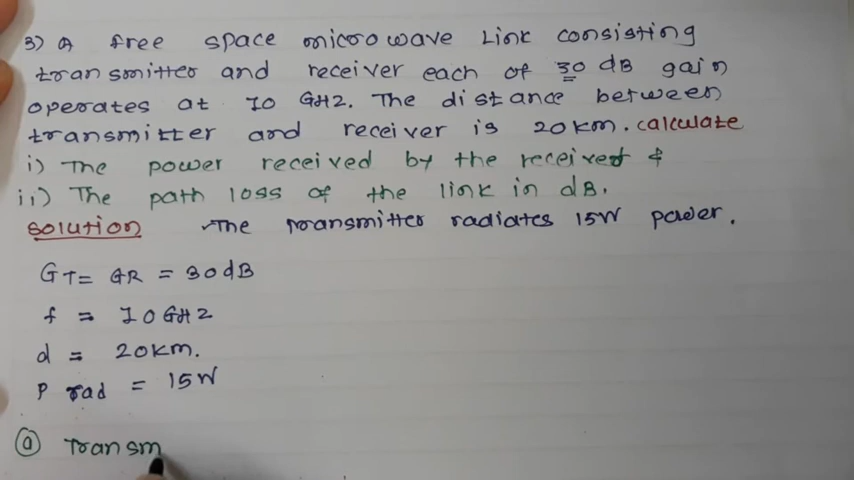 3) A free space microwave Link consisting
transmitter and receiver each of 30 dB gain
operates at 10 GHZ. The distance between
transmitter and receiver is 20 km. calculate
i) The power received by the received &
ii) The path loss of the link in dB.
solution The transmitter radiates 15W power.
GT = GR = 30 dB
f = 10 GHZ
d = 20 km.
P rad = 15 W
(a) Transm